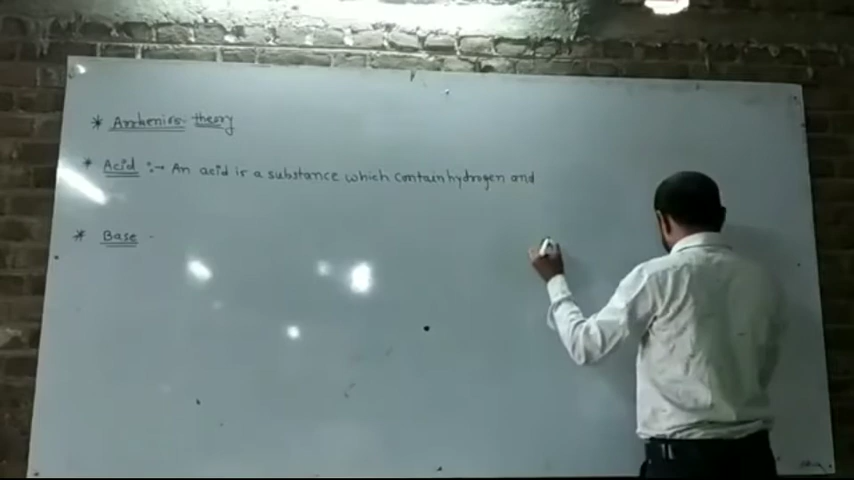 * Arrhenius theory
* Acid :→ An acid is a substance which contain hydrogen and
* Base -